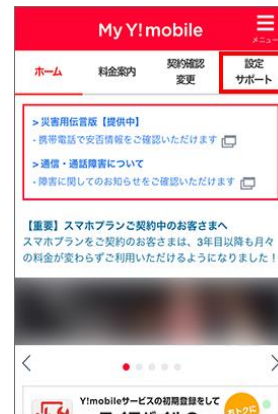 My Y!mobile
メニュー
ホーム
料金案内
契約確認
変更
設定
サポート
>災害用伝言版【提供中】
- 携帯電話で安否情報をご確認いただけます
>通信・通話障害について
- 障害に関してのお知らせをご確認いただけます
【重要】スマホプランご契約中のお客さまへ
スマホプランをご契約のお客さまは、3年目以降も月々
の料金が変わらずご利用いただけるようになりました！
Y!mobileサービスの初期登録をして
おトクに